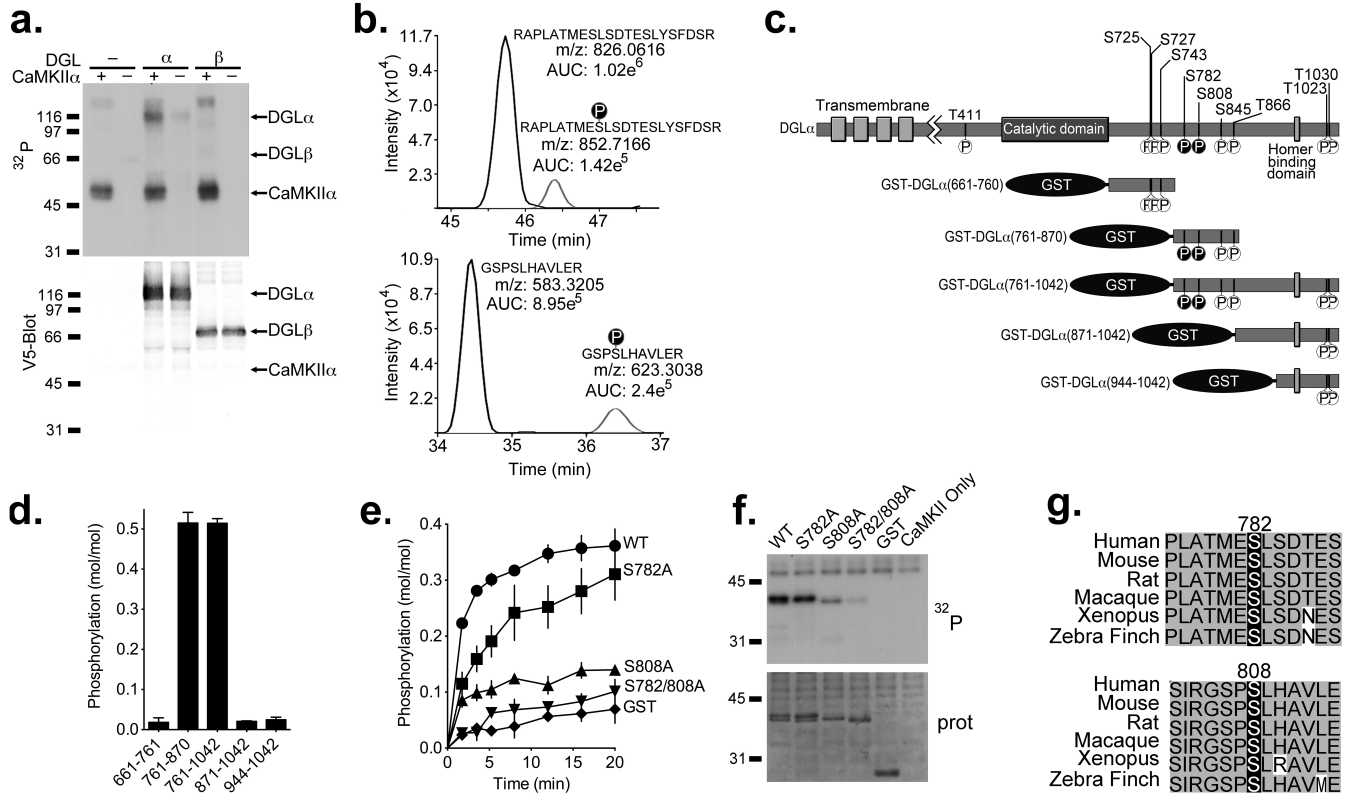 a.
DGL – α β
CaMKIIα + – + – + –
32P
116
97
66
45
31
DGLα
DGLβ
CaMKIIα
V5-Blot
116
97
66
45
31
DGLα
DGLβ
CaMKIIα
b.
Intensity (x10⁴)
11.7
9.4
7.0
4.7
2.3
RAPLATMESLSDTESLYSFDSR
m/z: 826.0616
AUC: 1.02e⁶
P
RAPLATMESLSDTESLYSFDSR
m/z: 852.7166
AUC: 1.42e⁵
45 46 47
Time (min)
Intensity (x10⁴)
10.9
8.7
6.5
4.4
2.2
GSPSLHAVLER
m/z: 583.3205
AUC: 8.95e⁵
P
GSPSLHAVLER
m/z: 623.3038
AUC: 2.4e⁵
34 35 36 37
Time (min)
c.
S725
S727
S743
S782
S808
S845
T866
T1030
T1023
Transmembrane
T411
DGLα
Catalytic domain
P
P P P P
P P
Homer
binding
domain
GST-DGLα(661-760) GST
GST-DGLα(761-870) GST
P P P P
GST-DGLα(761-1042) GST
P P P P P P
GST-DGLα(871-1042) GST
P P
GST-DGLα(944-1042) GST
P P
d.
Phosphorylation (mol/mol)
0.5
0.4
0.3
0.2
0.1
0.0
661-761
761-870
761-1042
871-1042
944-1042
e.
Phosphorylation (mol/mol)
0.4
0.3
0.2
0.1
0.0
WT
S782A
S808A
S782/808A
GST
0 5 10 15 20
Time (min)
f.
WT
S782A
S808A
S782/808A
GST
CaMKII Only
45
31
32P
45
31
prot
g.
782
Human PLATMESLSDTES
Mouse PLATMESLSDTES
Rat PLATMESLSDTES
Macaque PLATMESLSDTES
Xenopus PLATMESLSDNES
Zebra Finch PLATMESLSDNES
808
Human SIRGSPSLHAVLE
Mouse SIRGSPSLHAVLE
Rat SIRGSPSLHAVLE
Macaque SIRGSPSLHAVLE
Xenopus SIRGSPSLRAVLE
Zebra Finch SIRGSPSLHAVME